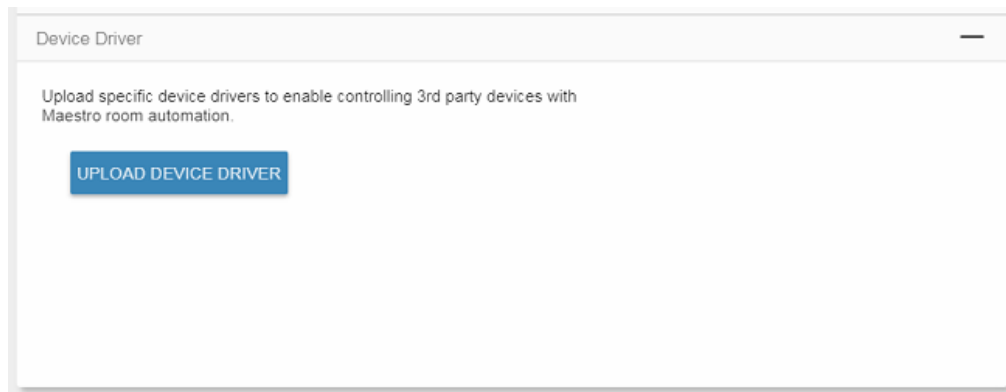 Device Driver
Upload specific device drivers to enable controlling 3rd party devices with
Maestro room automation.
UPLOAD DEVICE DRIVER